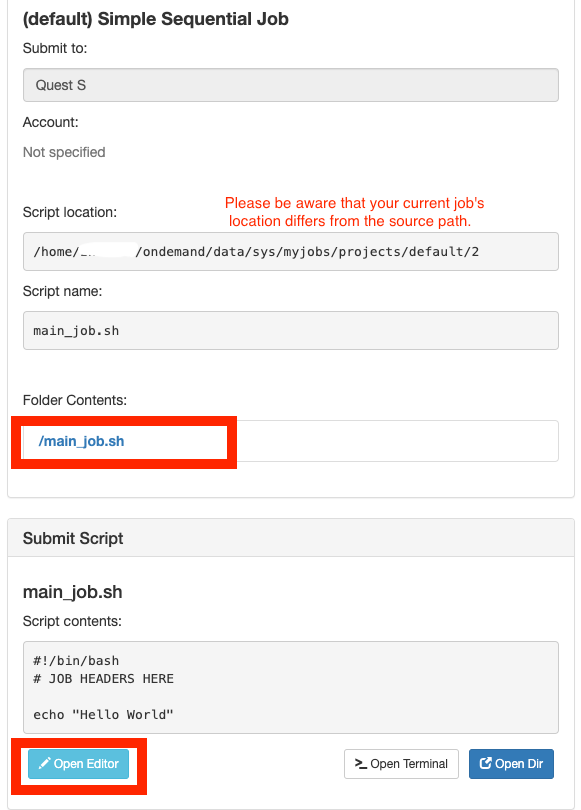 (default) Simple Sequential Job
Submit to:
Quest S
Account:
Not specified
Please be aware that your current job's
location differs from the source path.
Script location:
/home/ /ondemand/data/sys/myjobs/projects/default/2
Script name:
main_job.sh
Folder Contents:
/main_job.sh
Submit Script
main_job.sh
Script contents:
#!/bin/bash
# JOB HEADERS HERE
echo "Hello World"
Open Editor
>_ Open Terminal
Open Dir